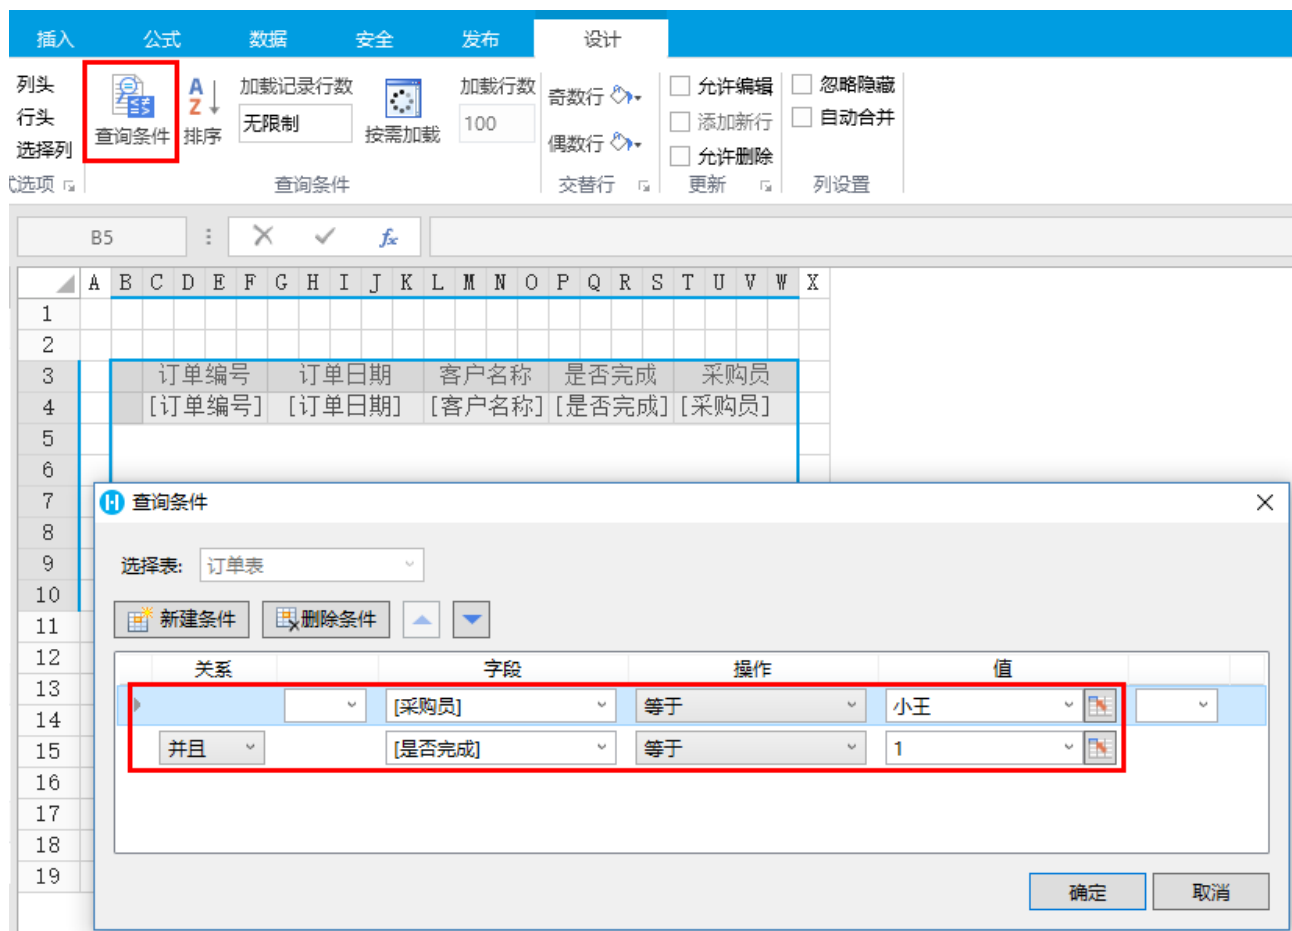 插入 公式 数据 安全 发布 设计
列头 加载记录行数 加载行数 允许编辑 忽略隐藏
行头 无限制 100 奇数行 添加新行 自动合并
选择列 查询条件 排序 按需加载 偶数行 允许删除
式选项 查询条件 交替行 更新 列设置
B5 fx
A B C D E F G H I J K L M N O P Q R S T U V W X
1
2
3 订单编号 订单日期 客户名称 是否完成 采购员
4 [订单编号] [订单日期] [客户名称] [是否完成] [采购员]
5
6
7 查询条件
8
9 选择表: 订单表
10
11 新建条件 删除条件
12 关系 字段 操作 值
13 [采购员] 等于 小王
14
15 并且 [是否完成] 等于 1
16
17
18
19
确定 取消